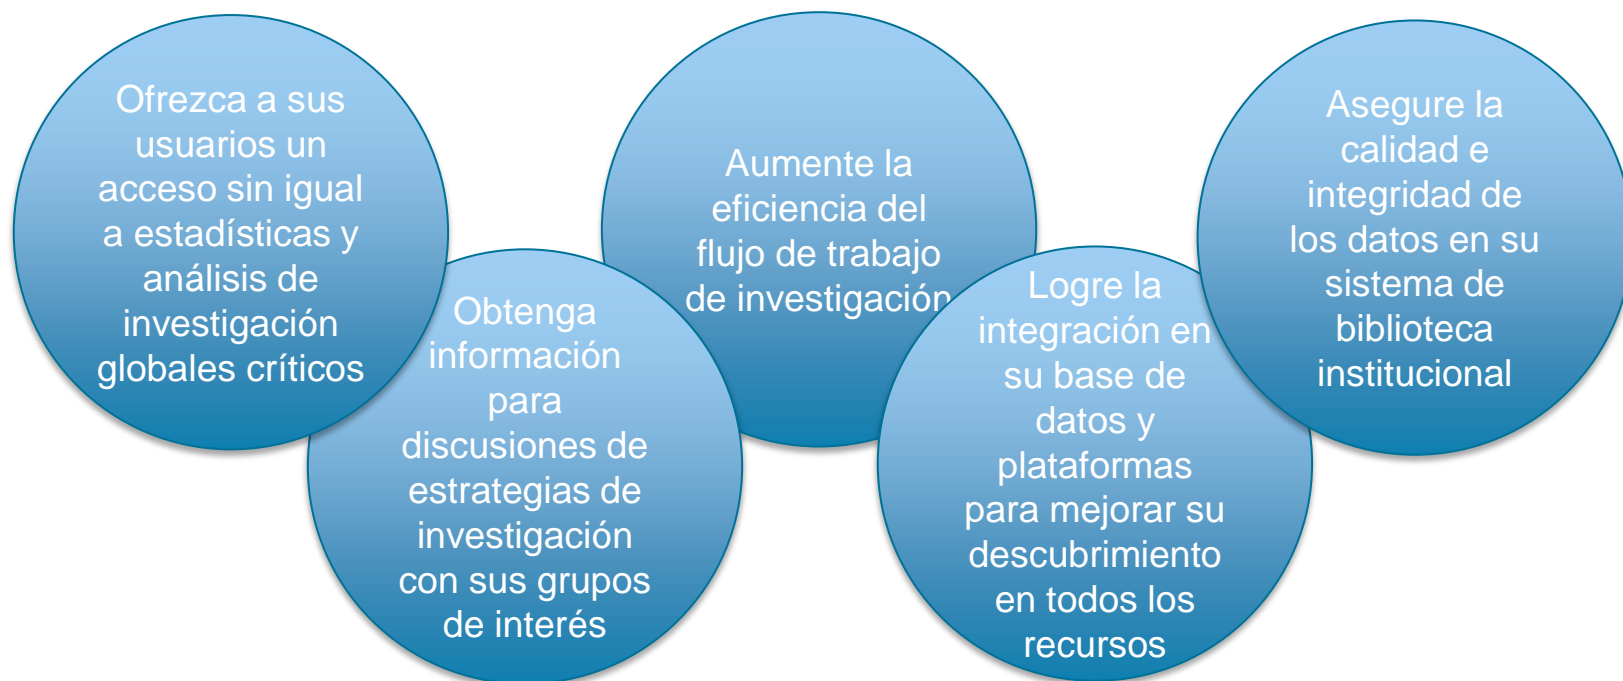 Ofrezca a sus
usuarios un
acceso sin igual
a estadísticas y
análisis de
investigación
globales críticos
Obtenga
información
para
discusiones de
estrategias de
investigación
con sus grupos
de interés
Aumente la
eficiencia del
flujo de trabajo
de investigación
Logre la
integración en
su base de
datos y
plataformas
para mejorar su
descubrimiento
en todos los
recursos
Asegure la
calidad e
integridad de
los datos en su
sistema de
biblioteca
institucional